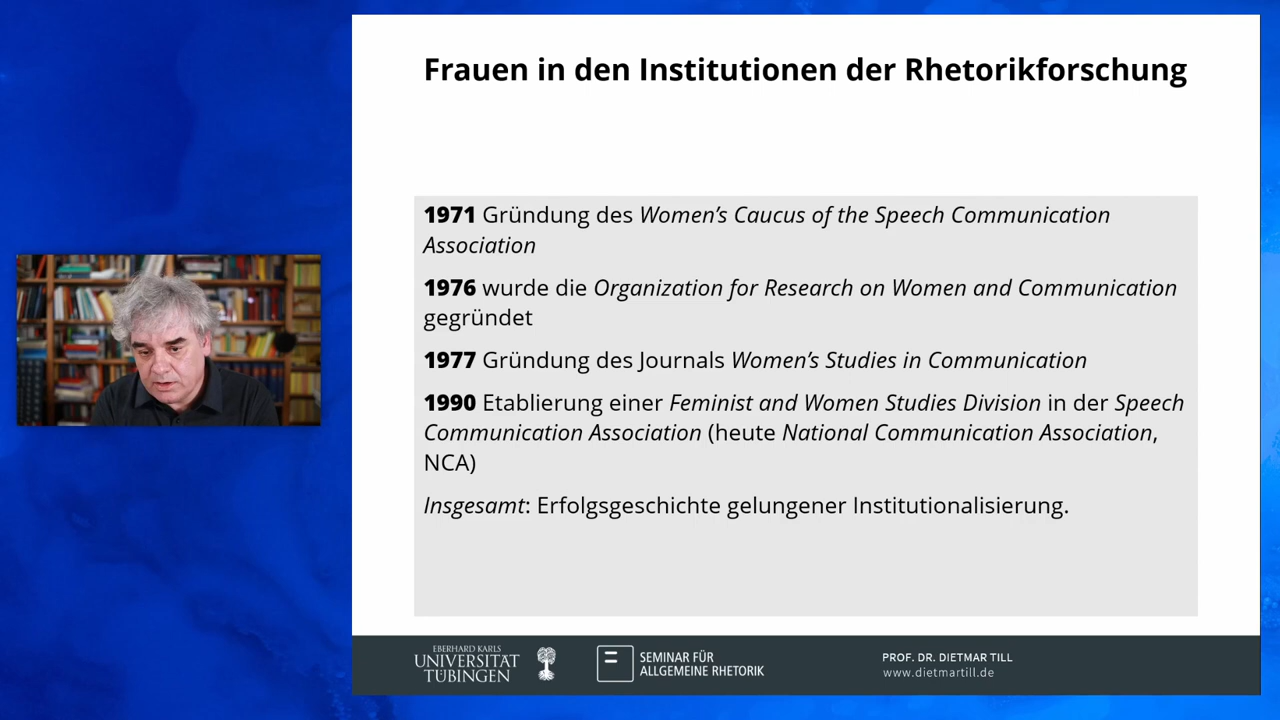 Frauen in den Institutionen der Rhetorikforschung
1971 Gründung des Women’s Caucus of the Speech Communication
Association
1976 wurde die Organization for Research on Women and Communication
gegründet
1977 Gründung des Journals Women’s Studies in Communication
1990 Etablierung einer Feminist and Women Studies Division in der Speech
Communication Association (heute National Communication Association,
NCA)
Insgesamt: Erfolgsgeschichte gelungener Institutionalisierung.
EBERHARD KARLS
UNIVERSITÄT
TÜBINGEN
SEMINAR FÜR
ALLGEMEINE RHETORIK
PROF. DR. DIETMAR TILL
www.dietmartill.de